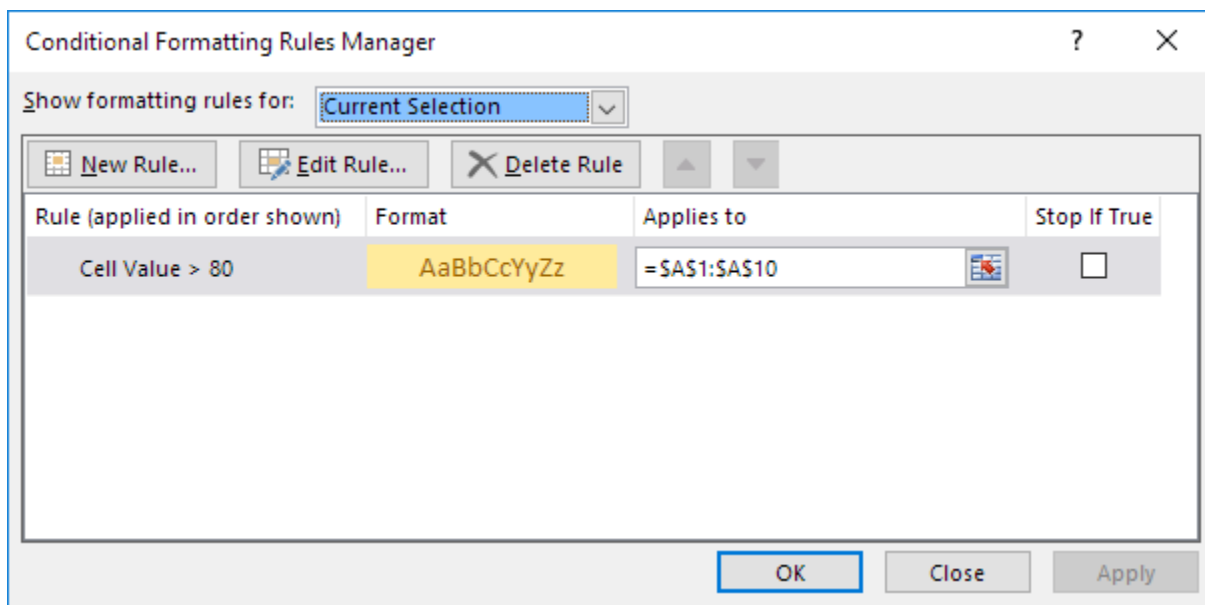 Conditional Formatting Rules Manager ?
Show formatting rules for: Current Selection
New Rule... Edit Rule... Delete Rule
Rule (applied in order shown) Format Applies to Stop If True
Cell Value > 80 AaBbCcYyZz =$A$1:$A$10
OK Close Apply